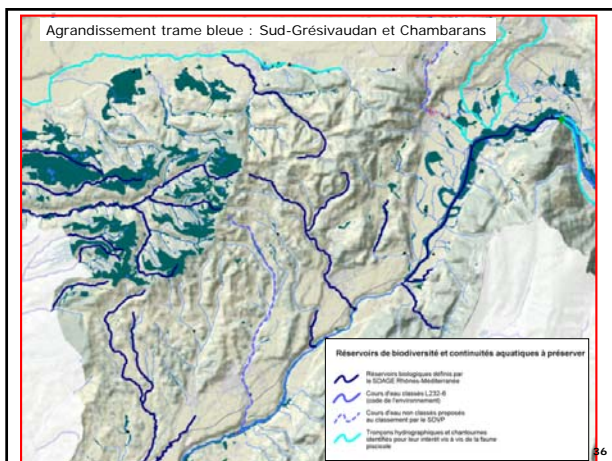 Agrandissement trame bleue : Sud-Grésivaudan et Chambarans
Réservoirs de biodiversité et continuités aquatiques à préserver
Réservoirs biologiques définis par
le SDAGE Rhônes-Méditerranée
Cours d'eau classés L232-6
(code de l'environnement)
Cours d'eau non classés proposés
au classement par le SDVP
Tronçons hydrographiques et chantournes
identifiés pour leur intérêt vis à vis de la faune
piscicole
36